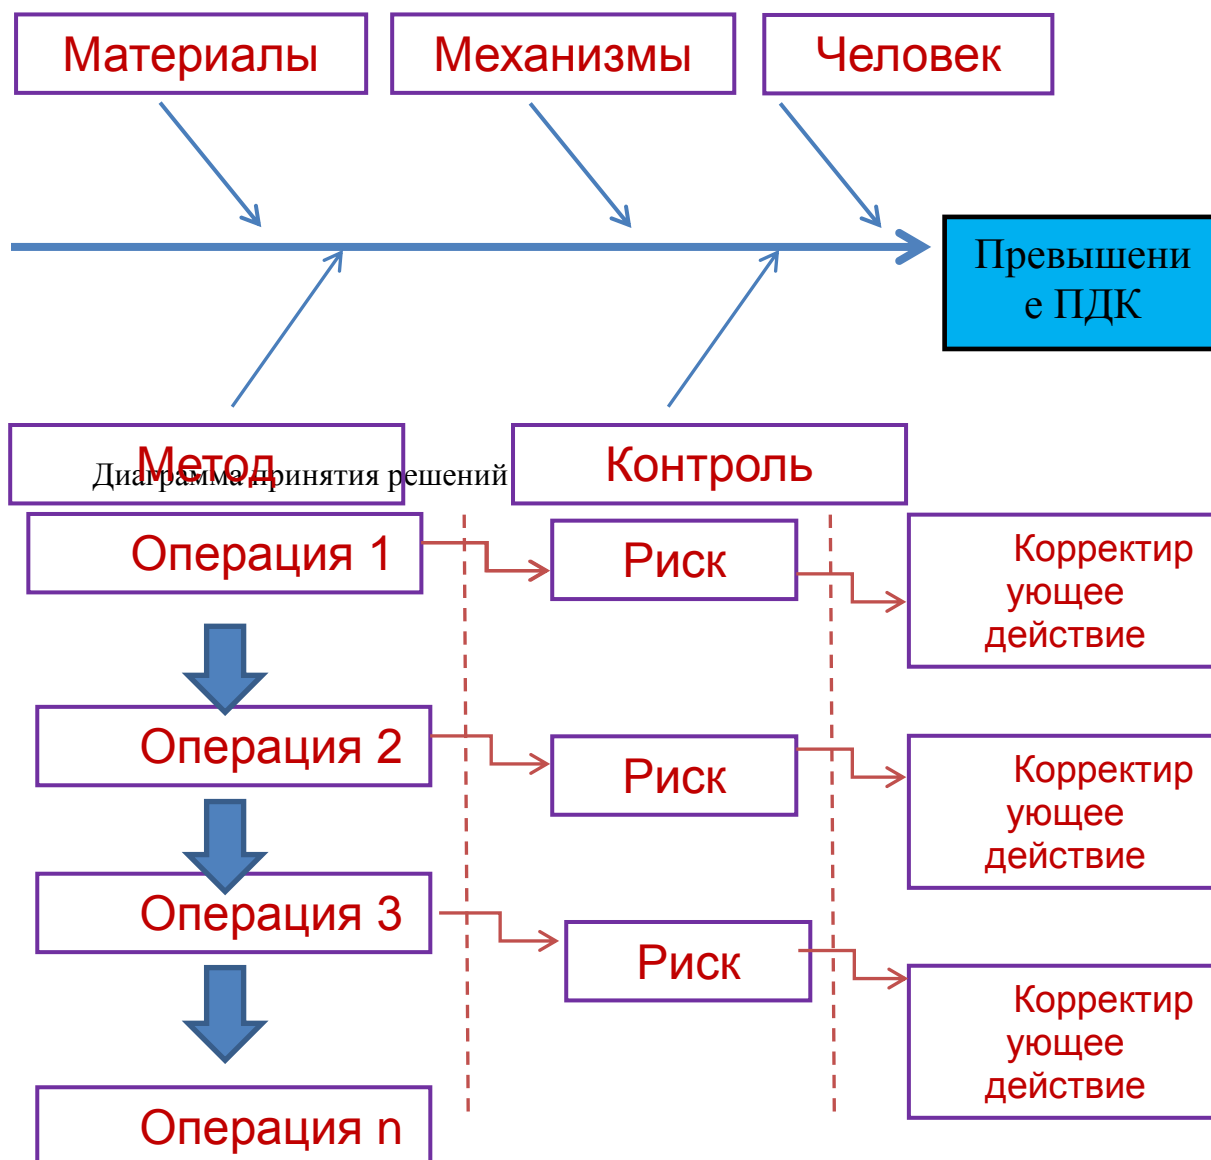 Материалы
Механизмы
Человек
Превышени
е ПДК
Метод
Контроль
Диаграмма принятия решений
Операция 1
Риск
Корректир
ующее
действие
Операция 2
Риск
Корректир
ующее
действие
Операция 3
Риск
Корректир
ующее
действие
Операция n